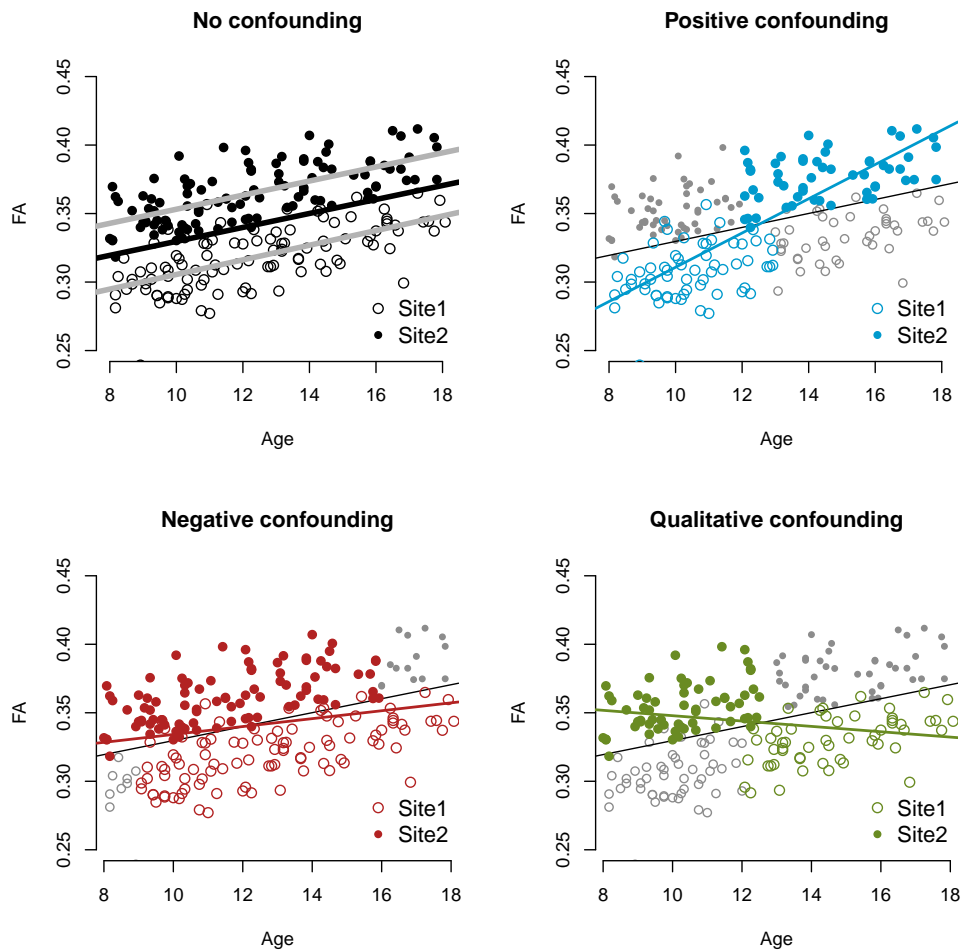 No confounding
0.45
0.40
0.35
0.30
0.25
FA
Site1
Site2
8 10 12 14 16 18
Age
Positive confounding
0.45
0.40
0.35
0.30
0.25
FA
Site1
Site2
8 10 12 14 16 18
Age
Negative confounding
0.45
0.40
0.35
0.30
0.25
FA
Site1
Site2
8 10 12 14 16 18
Age
Qualitative confounding
0.45
0.40
0.35
0.30
0.25
FA
Site1
Site2
8 10 12 14 16 18
Age